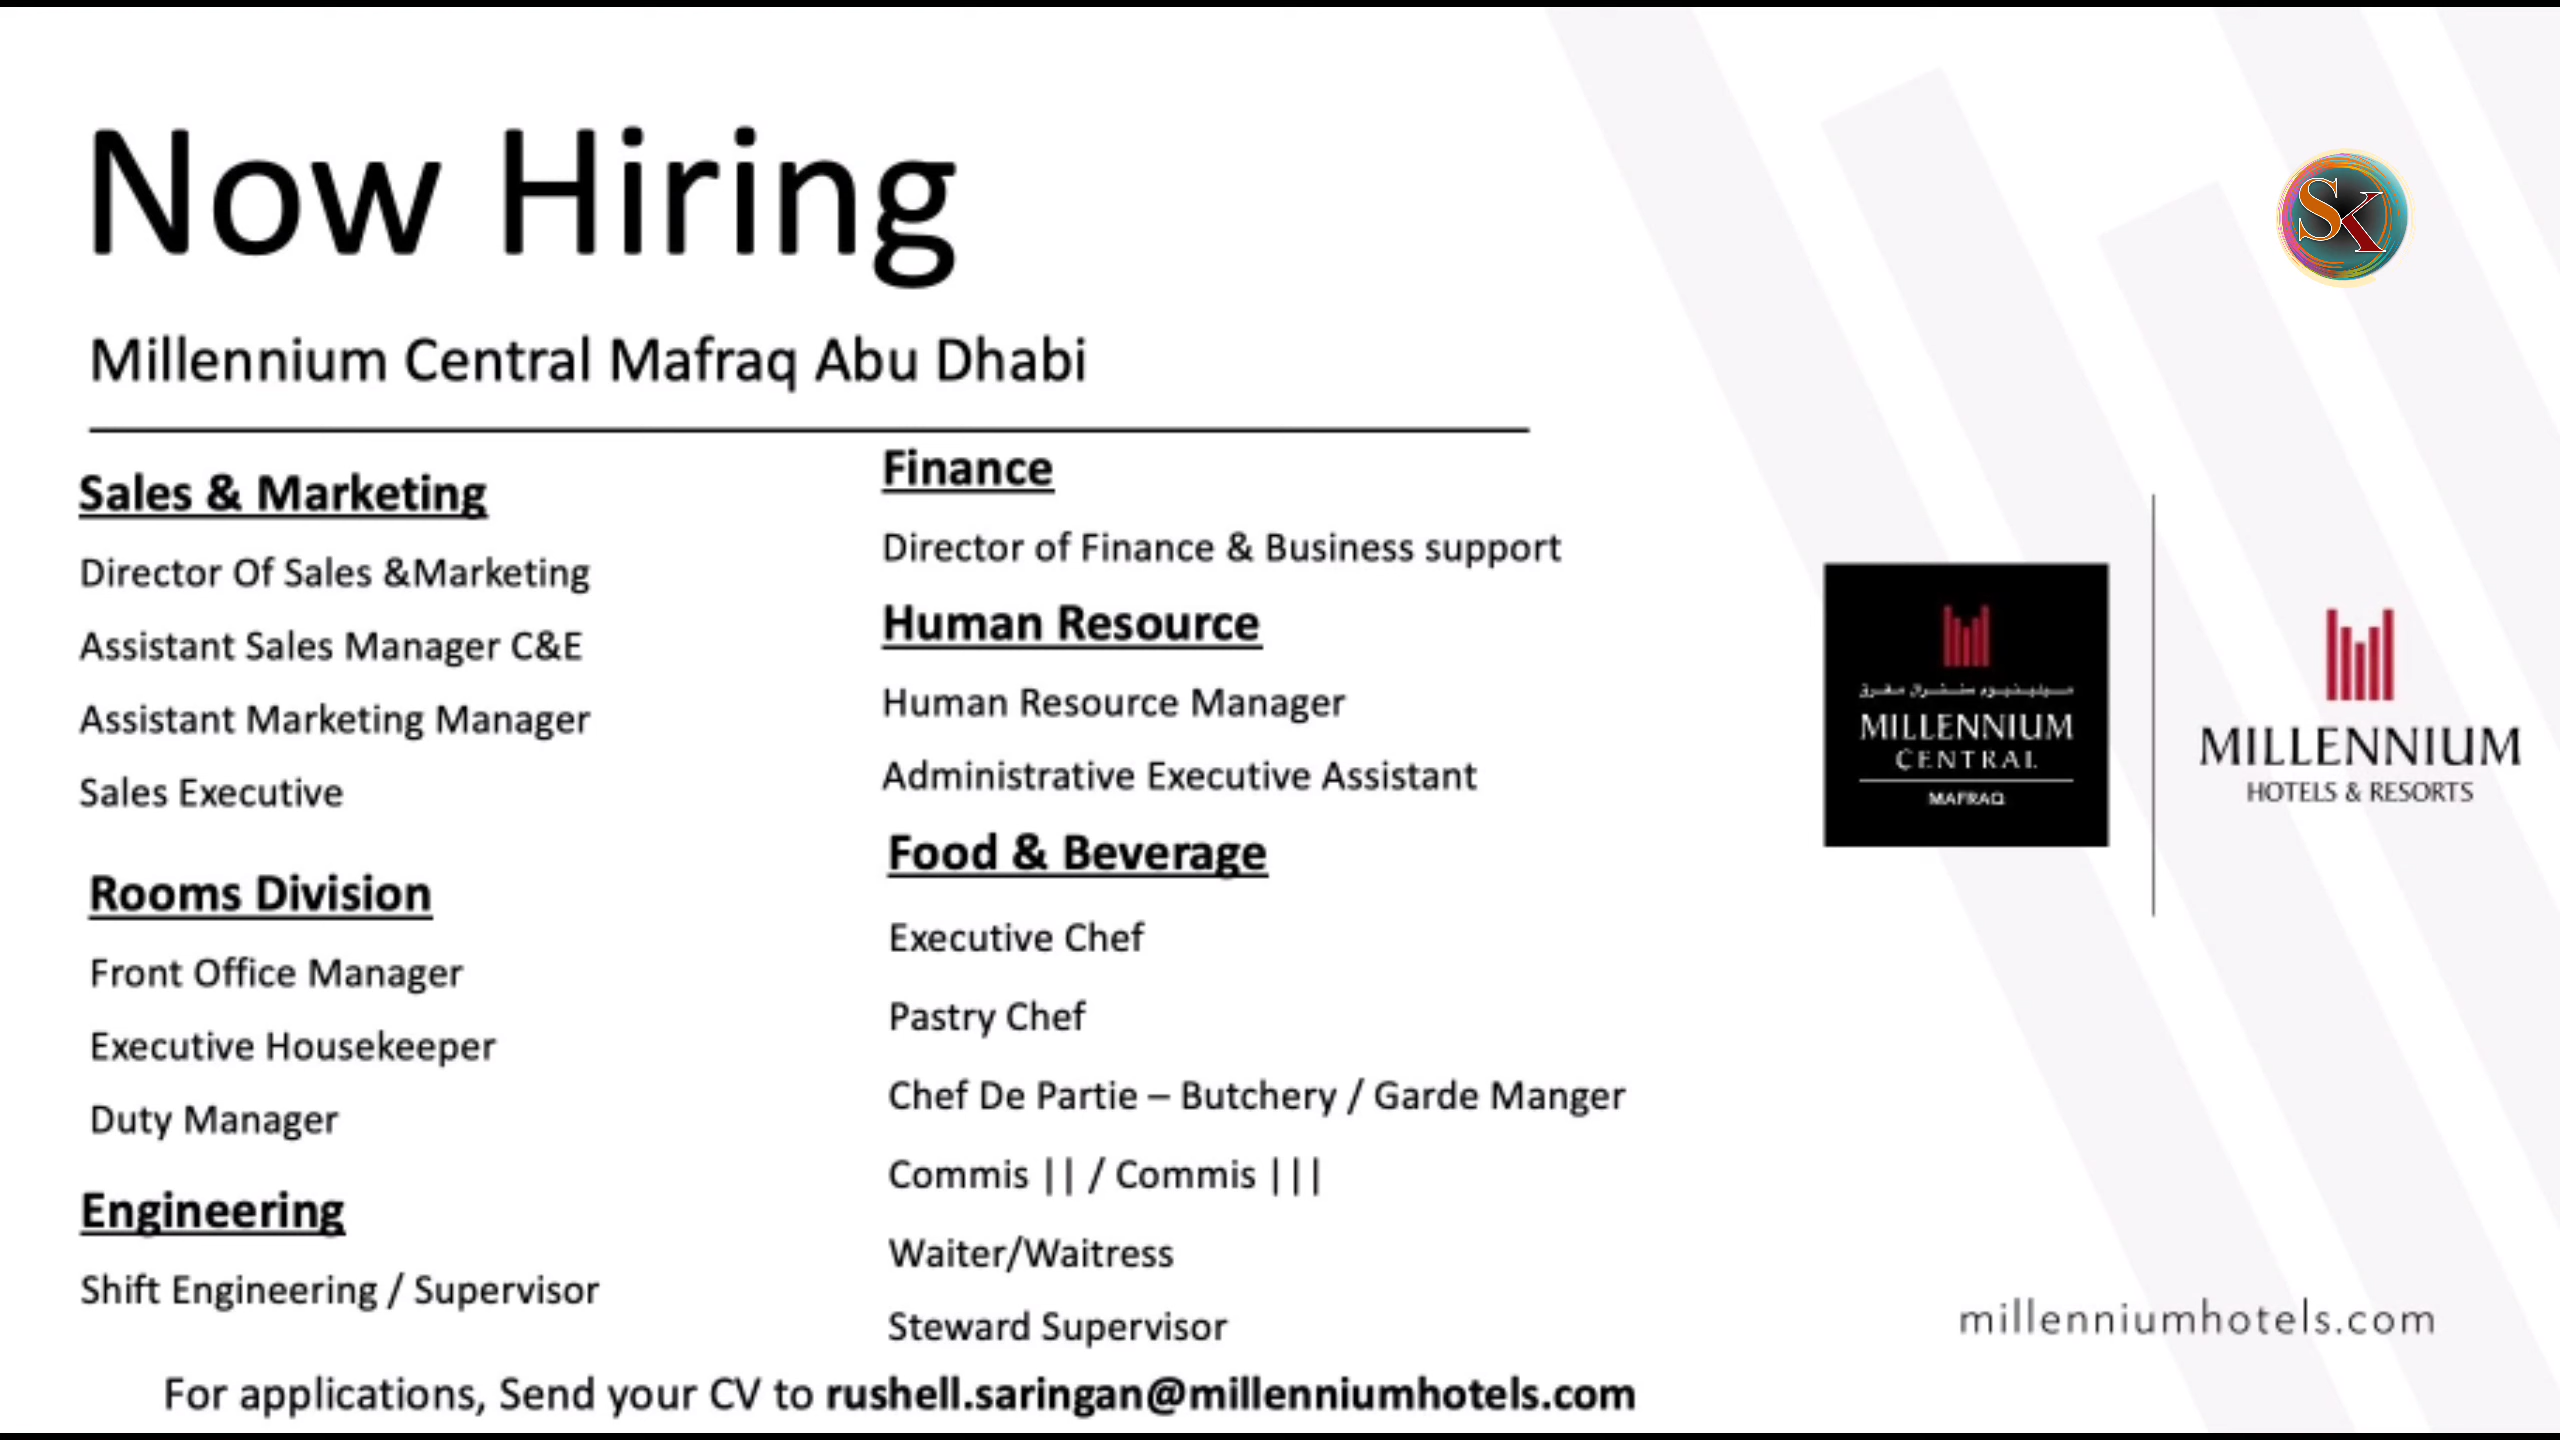 Now Hiring
Millennium Central Mafraq Abu Dhabi
Sales & Marketing
Director Of Sales &Marketing
Assistant Sales Manager C&E
Assistant Marketing Manager
Sales Executive
Rooms Division
Front Office Manager
Executive Housekeeper
Duty Manager
Engineering
Shift Engineering / Supervisor
Finance
Director of Finance & Business support
Human Resource
Human Resource Manager
Administrative Executive Assistant
Food & Beverage
Executive Chef
Pastry Chef
Chef De Partie – Butchery / Garde Manger
Commis || / Commis |||
Waiter/Waitress
Steward Supervisor
For applications, Send your CV to rushell.saringan@millenniumhotels.com
SK
ميلينيوم سنترال مفرق
MILLENNIUM
CENTRAL
MAFRAQ
MILLENNIUM
HOTELS & RESORTS
millenniumhotels.com